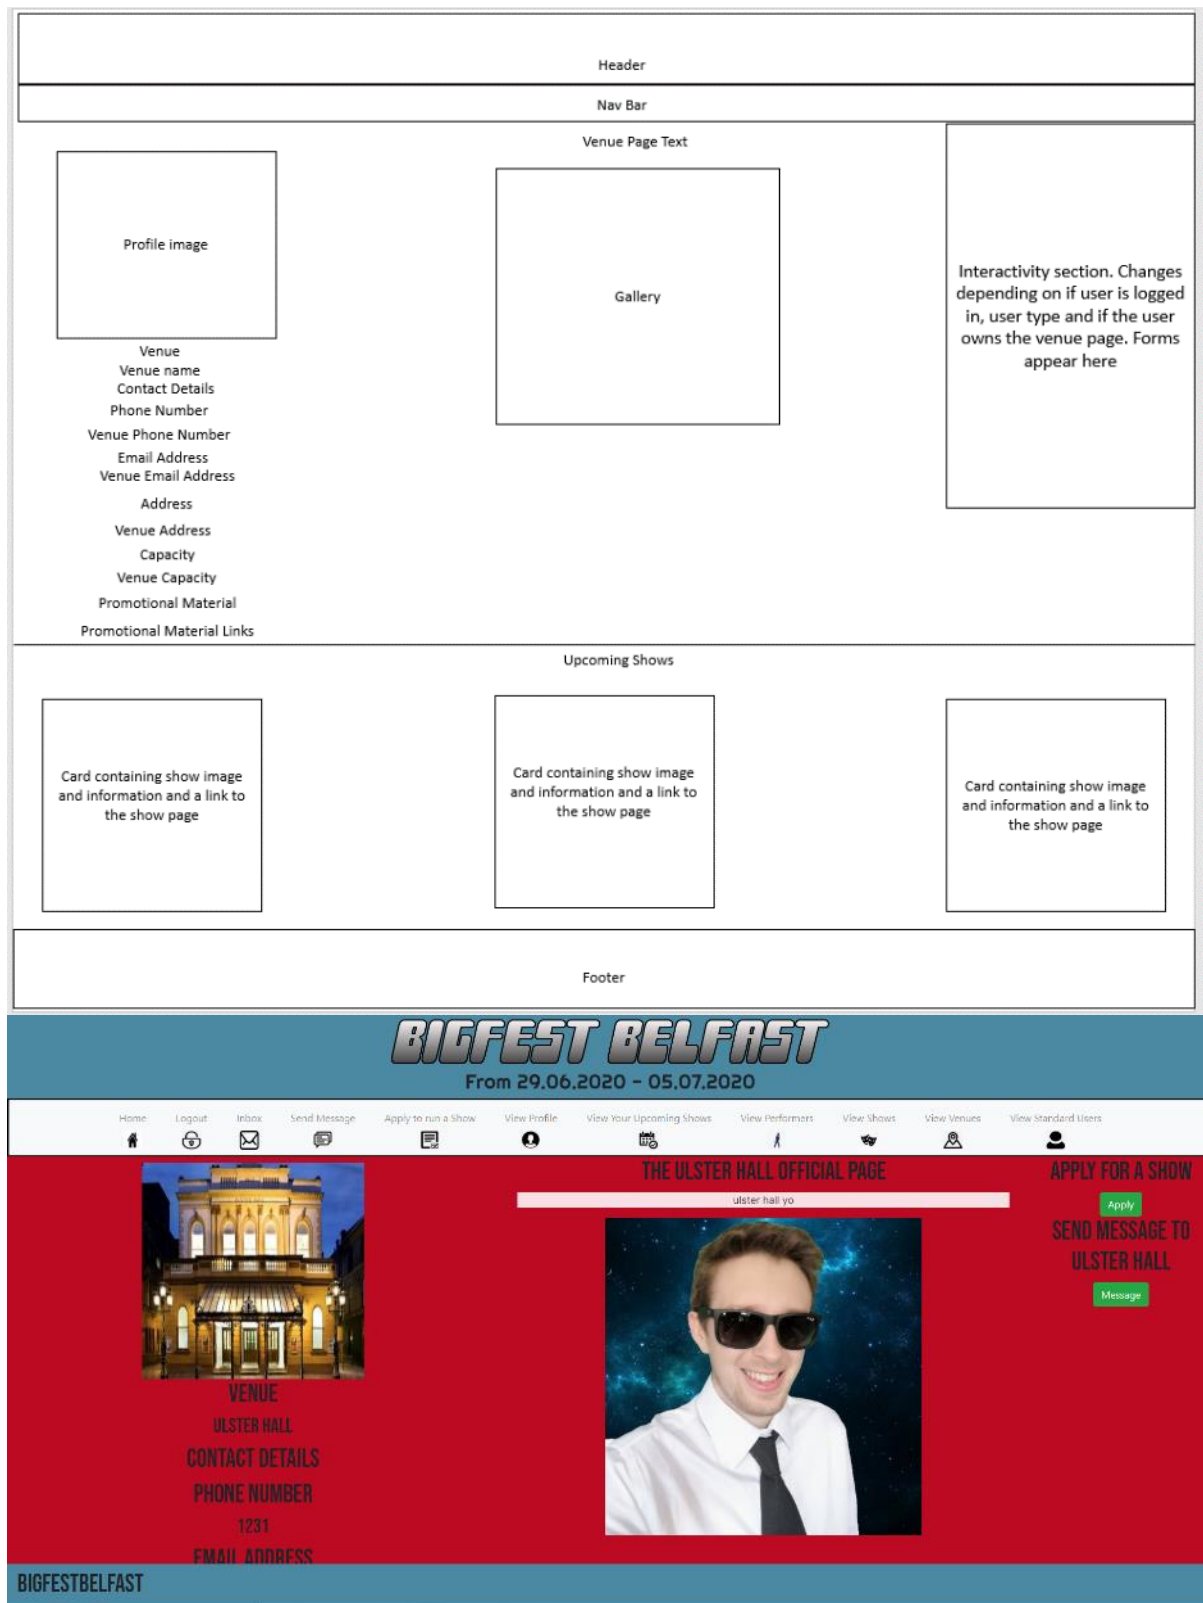 Header
Nav Bar
Venue Page Text
Profile image
Gallery
Interactivity section. Changes
depending on if user is logged
in, user type and if the user
owns the venue page. Forms
appear here
Venue
Venue name
Contact Details
Phone Number
Venue Phone Number
Email Address
Venue Email Address
Address
Venue Address
Capacity
Venue Capacity
Promotional Material
Promotional Material Links
Upcoming Shows
Card containing show image
and information and a link to
the show page
Card containing show image
and information and a link to
the show page
Card containing show image
and information and a link to
the show page
Footer
BIGFEST BELFAST
From 29.06.2020 - 05.07.2020
Home Logout Inbox Send Message Apply to run a Show View Profile View Your Upcoming Shows View Performers View Shows View Venues View Standard Users
THE ULSTER HALL OFFICIAL PAGE
ulster hall yo
APPLY FOR A SHOW
Apply
SEND MESSAGE TO
ULSTER HALL
Message
VENUE
ULSTER HALL
CONTACT DETAILS
PHONE NUMBER
1231
EMAIL ADDRESS
BIGFESTBELFAST